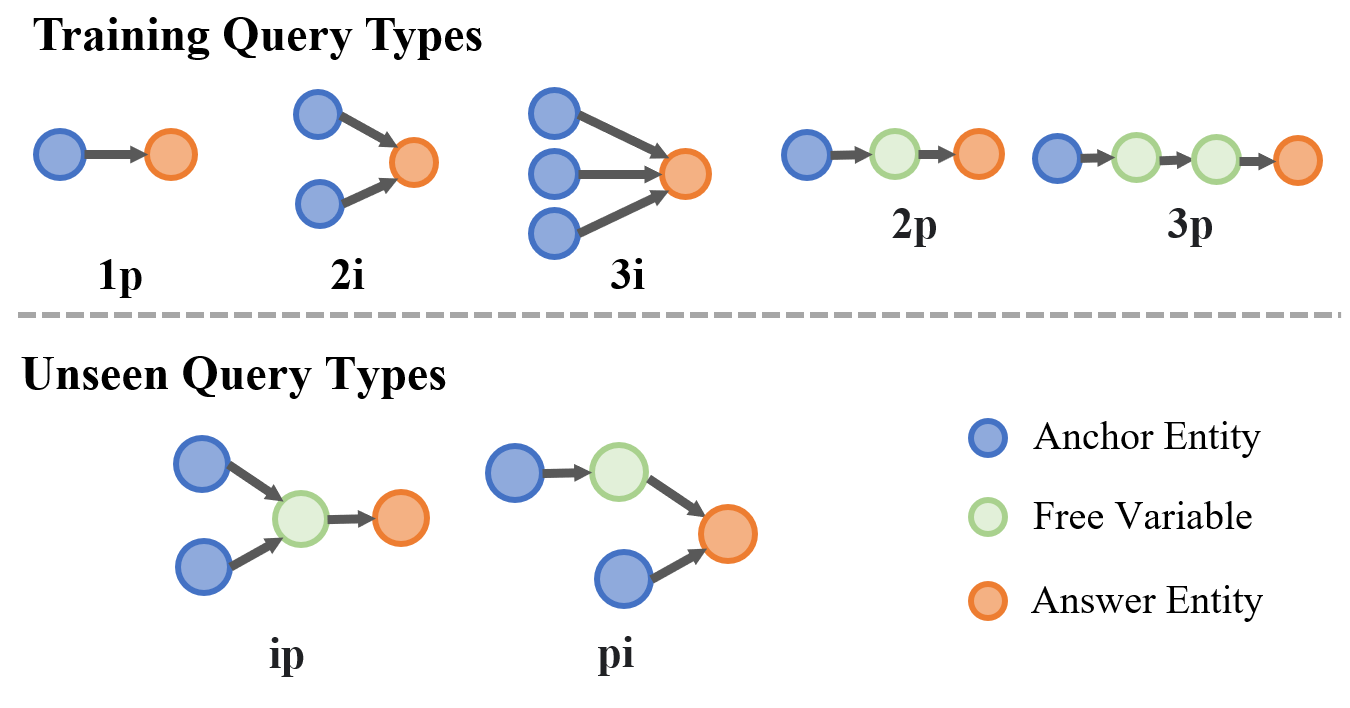 Training Query Types
1p
2i
3i
2p
3p
Unseen Query Types
ip
pi
Anchor Entity
Free Variable
Answer Entity